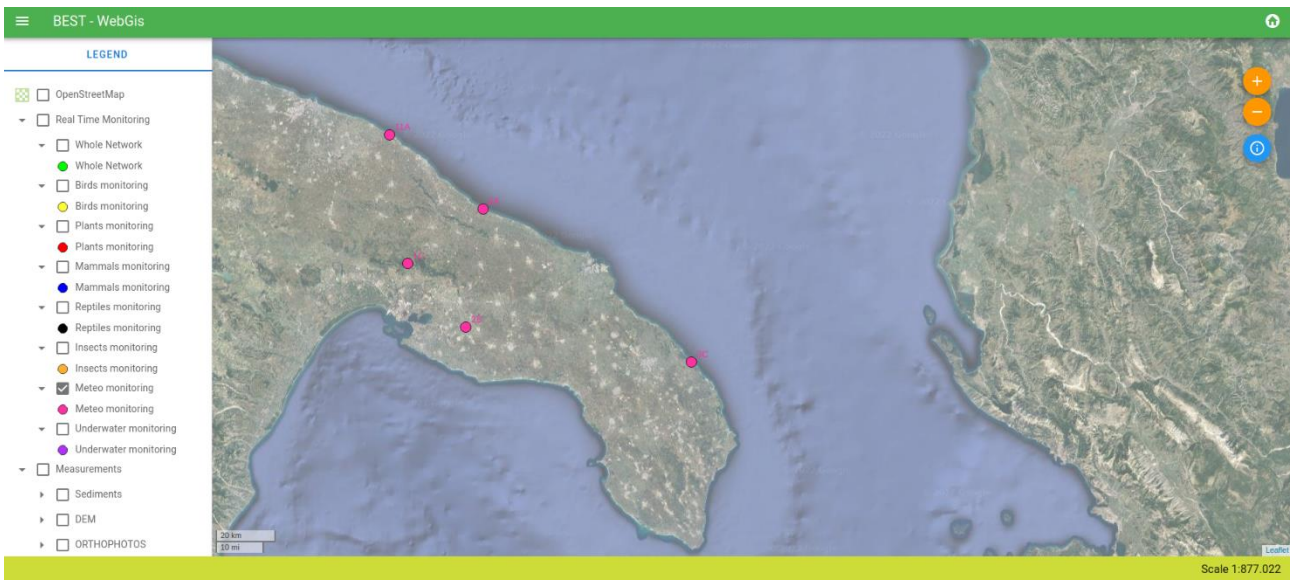 BEST - WebGis
LEGEND
OpenStreetMap
Real Time Monitoring
Whole Network
Whole Network
Birds monitoring
Birds monitoring
Plants monitoring
Plants monitoring
Mammals monitoring
Mammals monitoring
Reptiles monitoring
Reptiles monitoring
Insects monitoring
Insects monitoring
Meteo monitoring
Meteo monitoring
Underwater monitoring
Underwater monitoring
Measurements
Sediments
DEM
ORTHOPHOTOS
11A
20 km
10 mi
Leaflet
Scale 1:877.022